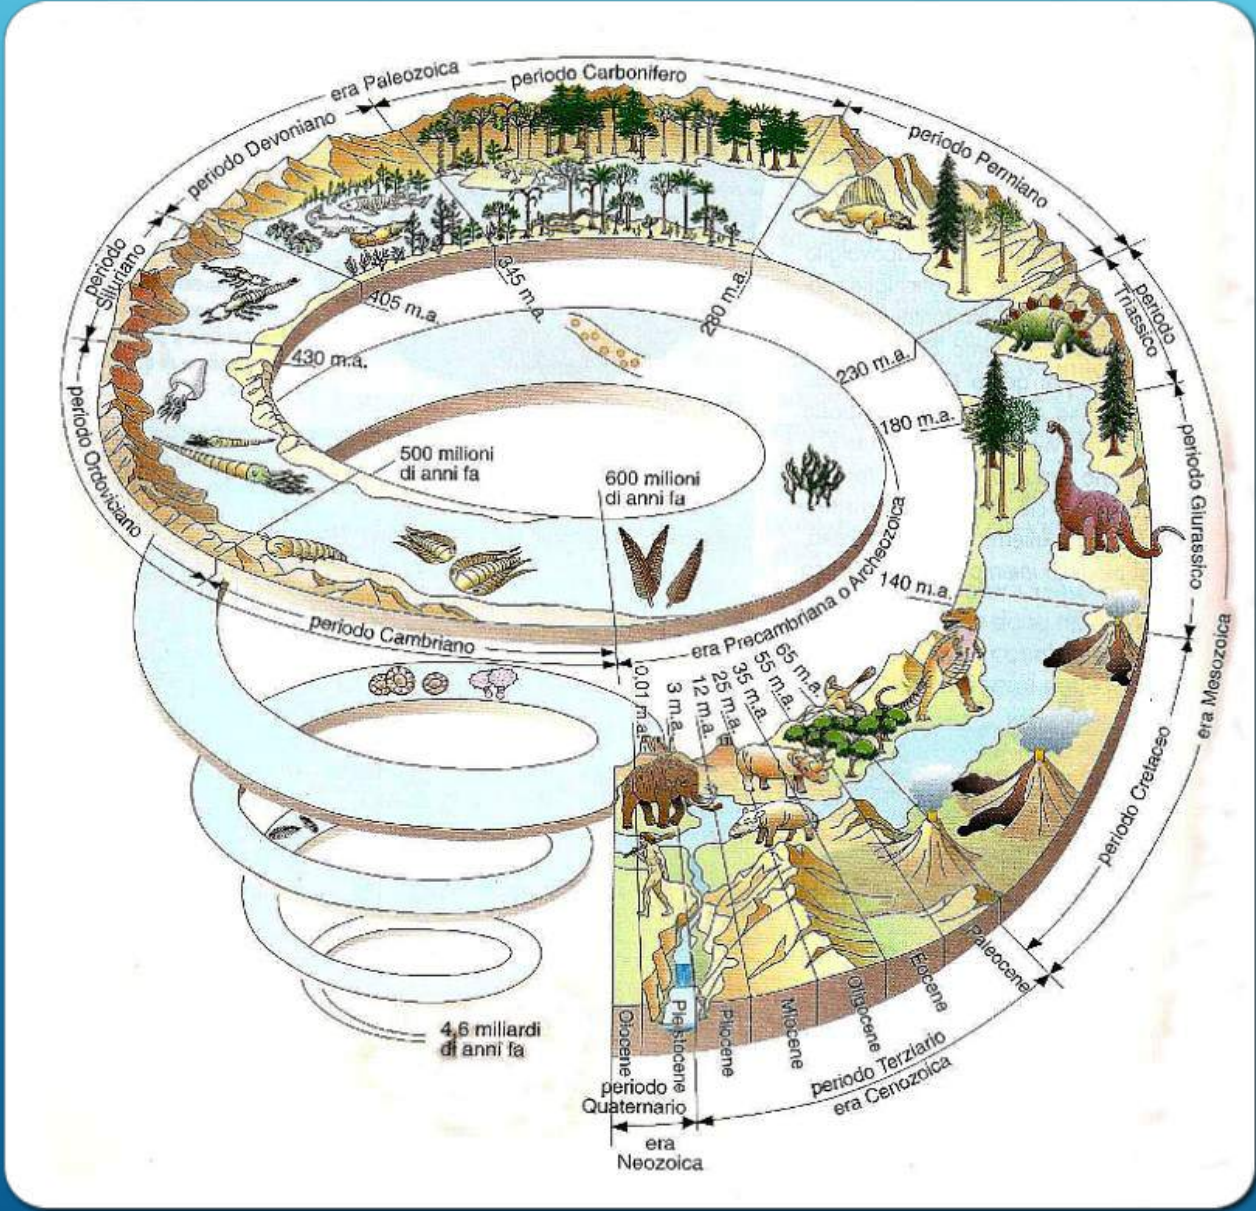 era Paleozoica
periodo Carbonifero
periodo Devoniano
periodo Permiano
periodo
Siluriano
periodo
Triassico
345 m.a.
280 m.a.
405 m.a.
430 m.a.
230 m.a.
180 m.a.
periodo Ordoviciano
500 milioni
di anni fa
600 milioni
di anni fa
periodo Giurassico
era Mesozoica
140 m.a.
periodo Cambriano
era Precambriana o Archeozoica
0,01 m.a.
3 m.a.
12 m.a.
25 m.a.
35 m.a.
55 m.a.
65 m.a.
periodo Cretaceo
4,6 miliardi
di anni fa
Olocene
Pleistocene
Pliocene
Miocene
Oligocene
Eocene
Paleocene
periodo
Quaternario
periodo Terziario
era Cenozoica
era
Neozoica